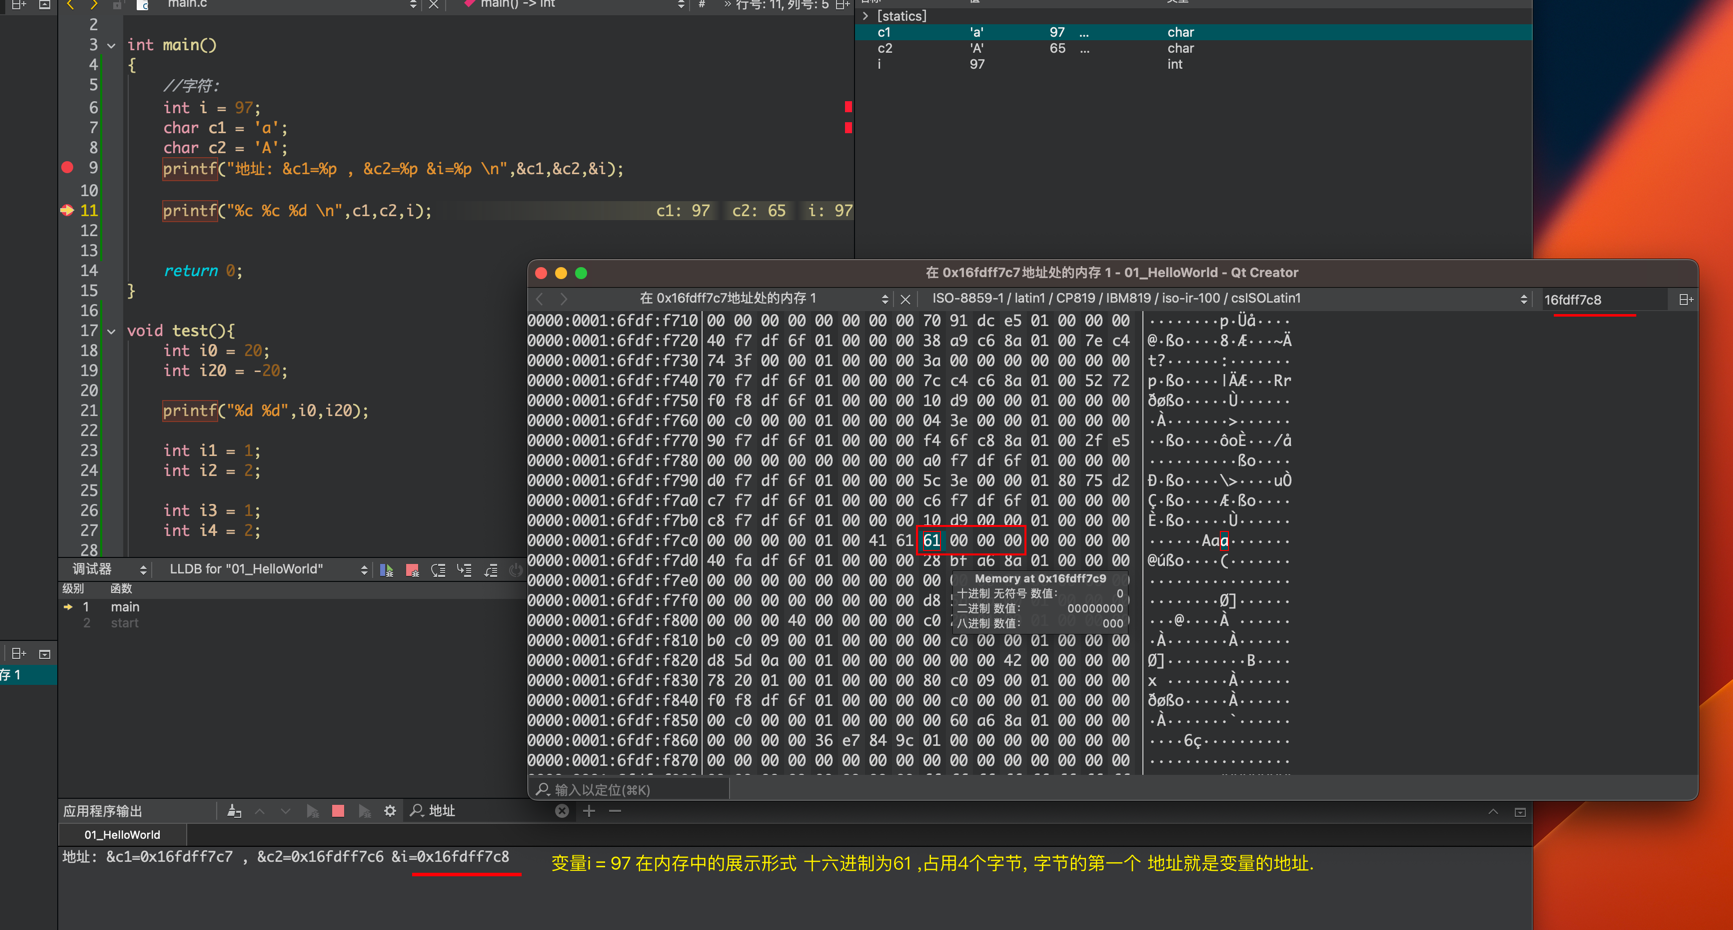 main.c
main() -> int
#
» 行号: 11, 列号: 5
2
3 int main()
4 {
5 //字符:
6 int i = 97;
7 char c1 = 'a';
8 char c2 = 'A';
9 printf("地址: &c1=%p , &c2=%p &i=%p \n",&c1,&c2,&i);
10
11 printf("%c %c %d \n",c1,c2,i); c1: 97 c2: 65 i: 97
12
13
14 return 0;
15 }
16
17 void test(){
18 int i0 = 20;
19 int i20 = -20;
20
21 printf("%d %d",i0,i20);
22
23 int i1 = 1;
24 int i2 = 2;
25
26 int i3 = 1;
27 int i4 = 2;
28
[statics]
c1 'a' 97 ... char
c2 'A' 65 ... char
i 97 int
在 0x16fdff7c7地址处的内存 1 - 01_HelloWorld - Qt Creator
在 0x16fdff7c7地址处的内存 1
ISO-8859-1 / latin1 / CP819 / IBM819 / iso-ir-100 / csISOLatin1
16fdff7c8
0000:0001:6fdf:f710 00 00 00 00 00 00 00 00 70 91 dc e5 01 00 00 00 ········p·Üå····
0000:0001:6fdf:f720 40 f7 df 6f 01 00 00 00 38 a9 c6 8a 01 00 7e c4 @·ßo····8·Æ···~Ä
0000:0001:6fdf:f730 74 3f 00 00 01 00 00 00 3a 00 00 00 00 00 00 00 t?······:·······
0000:0001:6fdf:f740 70 f7 df 6f 01 00 00 00 7c c4 c6 8a 01 00 52 72 p·ßo····|ÄÆ···Rr
0000:0001:6fdf:f750 f0 f8 df 6f 01 00 00 00 10 d9 00 00 01 00 00 00 ðøßo·····Ù······
0000:0001:6fdf:f760 00 c0 00 00 01 00 00 00 04 3e 00 00 01 00 00 00 ·À·······>······
0000:0001:6fdf:f770 90 f7 df 6f 01 00 00 00 f4 6f c8 8a 01 00 2f e5 ··ßo····ôoÈ···/å
0000:0001:6fdf:f780 00 00 00 00 00 00 00 00 a0 f7 df 6f 01 00 00 00 ··········ßo····
0000:0001:6fdf:f790 d0 f7 df 6f 01 00 00 00 5c 3e 00 00 01 80 75 d2 Ð·ßo····\>····uÒ
0000:0001:6fdf:f7a0 c7 f7 df 6f 01 00 00 00 c6 f7 df 6f 01 00 00 00 Ç·ßo····Æ·ßo····
0000:0001:6fdf:f7b0 c8 f7 df 6f 01 00 00 00 10 d9 00 00 01 00 00 00 È·ßo·····Ù······
0000:0001:6fdf:f7c0 00 00 00 00 01 00 41 61 61 00 00 00 00 00 00 00 ······Aaa·······
0000:0001:6fdf:f7d0 40 fa df 6f 01 00 00 00 28 bf a6 8a 01 00 00 00 @úßo····(·······
0000:0001:6fdf:f7e0 00 00 00 00 00 00 00 00 00 ················
0000:0001:6fdf:f7f0 00 00 00 00 00 00 00 00 d8 ········Ø]······
0000:0001:6fdf:f800 00 00 00 40 00 00 00 00 c0 ···@····À
0000:0001:6fdf:f810 b0 c0 09 00 01 00 00 00 00 c0 00 00 01 00 00 00 ·À·······À······
0000:0001:6fdf:f820 d8 5d 0a 00 01 00 00 00 00 00 00 42 00 00 00 00 Ø]·········B····
0000:0001:6fdf:f830 78 20 01 00 01 00 00 00 80 c0 09 00 01 00 00 00 x ·······À······
0000:0001:6fdf:f840 f0 f8 df 6f 01 00 00 00 00 c0 00 00 01 00 00 00 ðøßo·····À······
0000:0001:6fdf:f850 00 c0 00 00 01 00 00 00 00 60 a6 8a 01 00 00 00 ·À·······`······
0000:0001:6fdf:f860 00 00 00 00 36 e7 84 9c 01 00 00 00 00 00 00 00 ····6ç··········
0000:0001:6fdf:f870 00 00 00 00 00 00 00 00 00 00 00 00 00 00 00 00 ················
Memory at 0x16fdff7c9
十进制 无符号 数值: 0
二进制 数值: 00000000
八进制 数值: 000
输入以定位(⌘K)
调试器
LLDB for "01_HelloWorld"
级别 函数
1 main
2 start
存 1
应用程序输出
地址
01_HelloWorld
地址: &c1=0x16fdff7c7 , &c2=0x16fdff7c6 &i=0x16fdff7c8
变量i = 97 在内存中的展示形式 十六进制为61 ,占用4个字节, 字节的第一个 地址就是变量的地址.